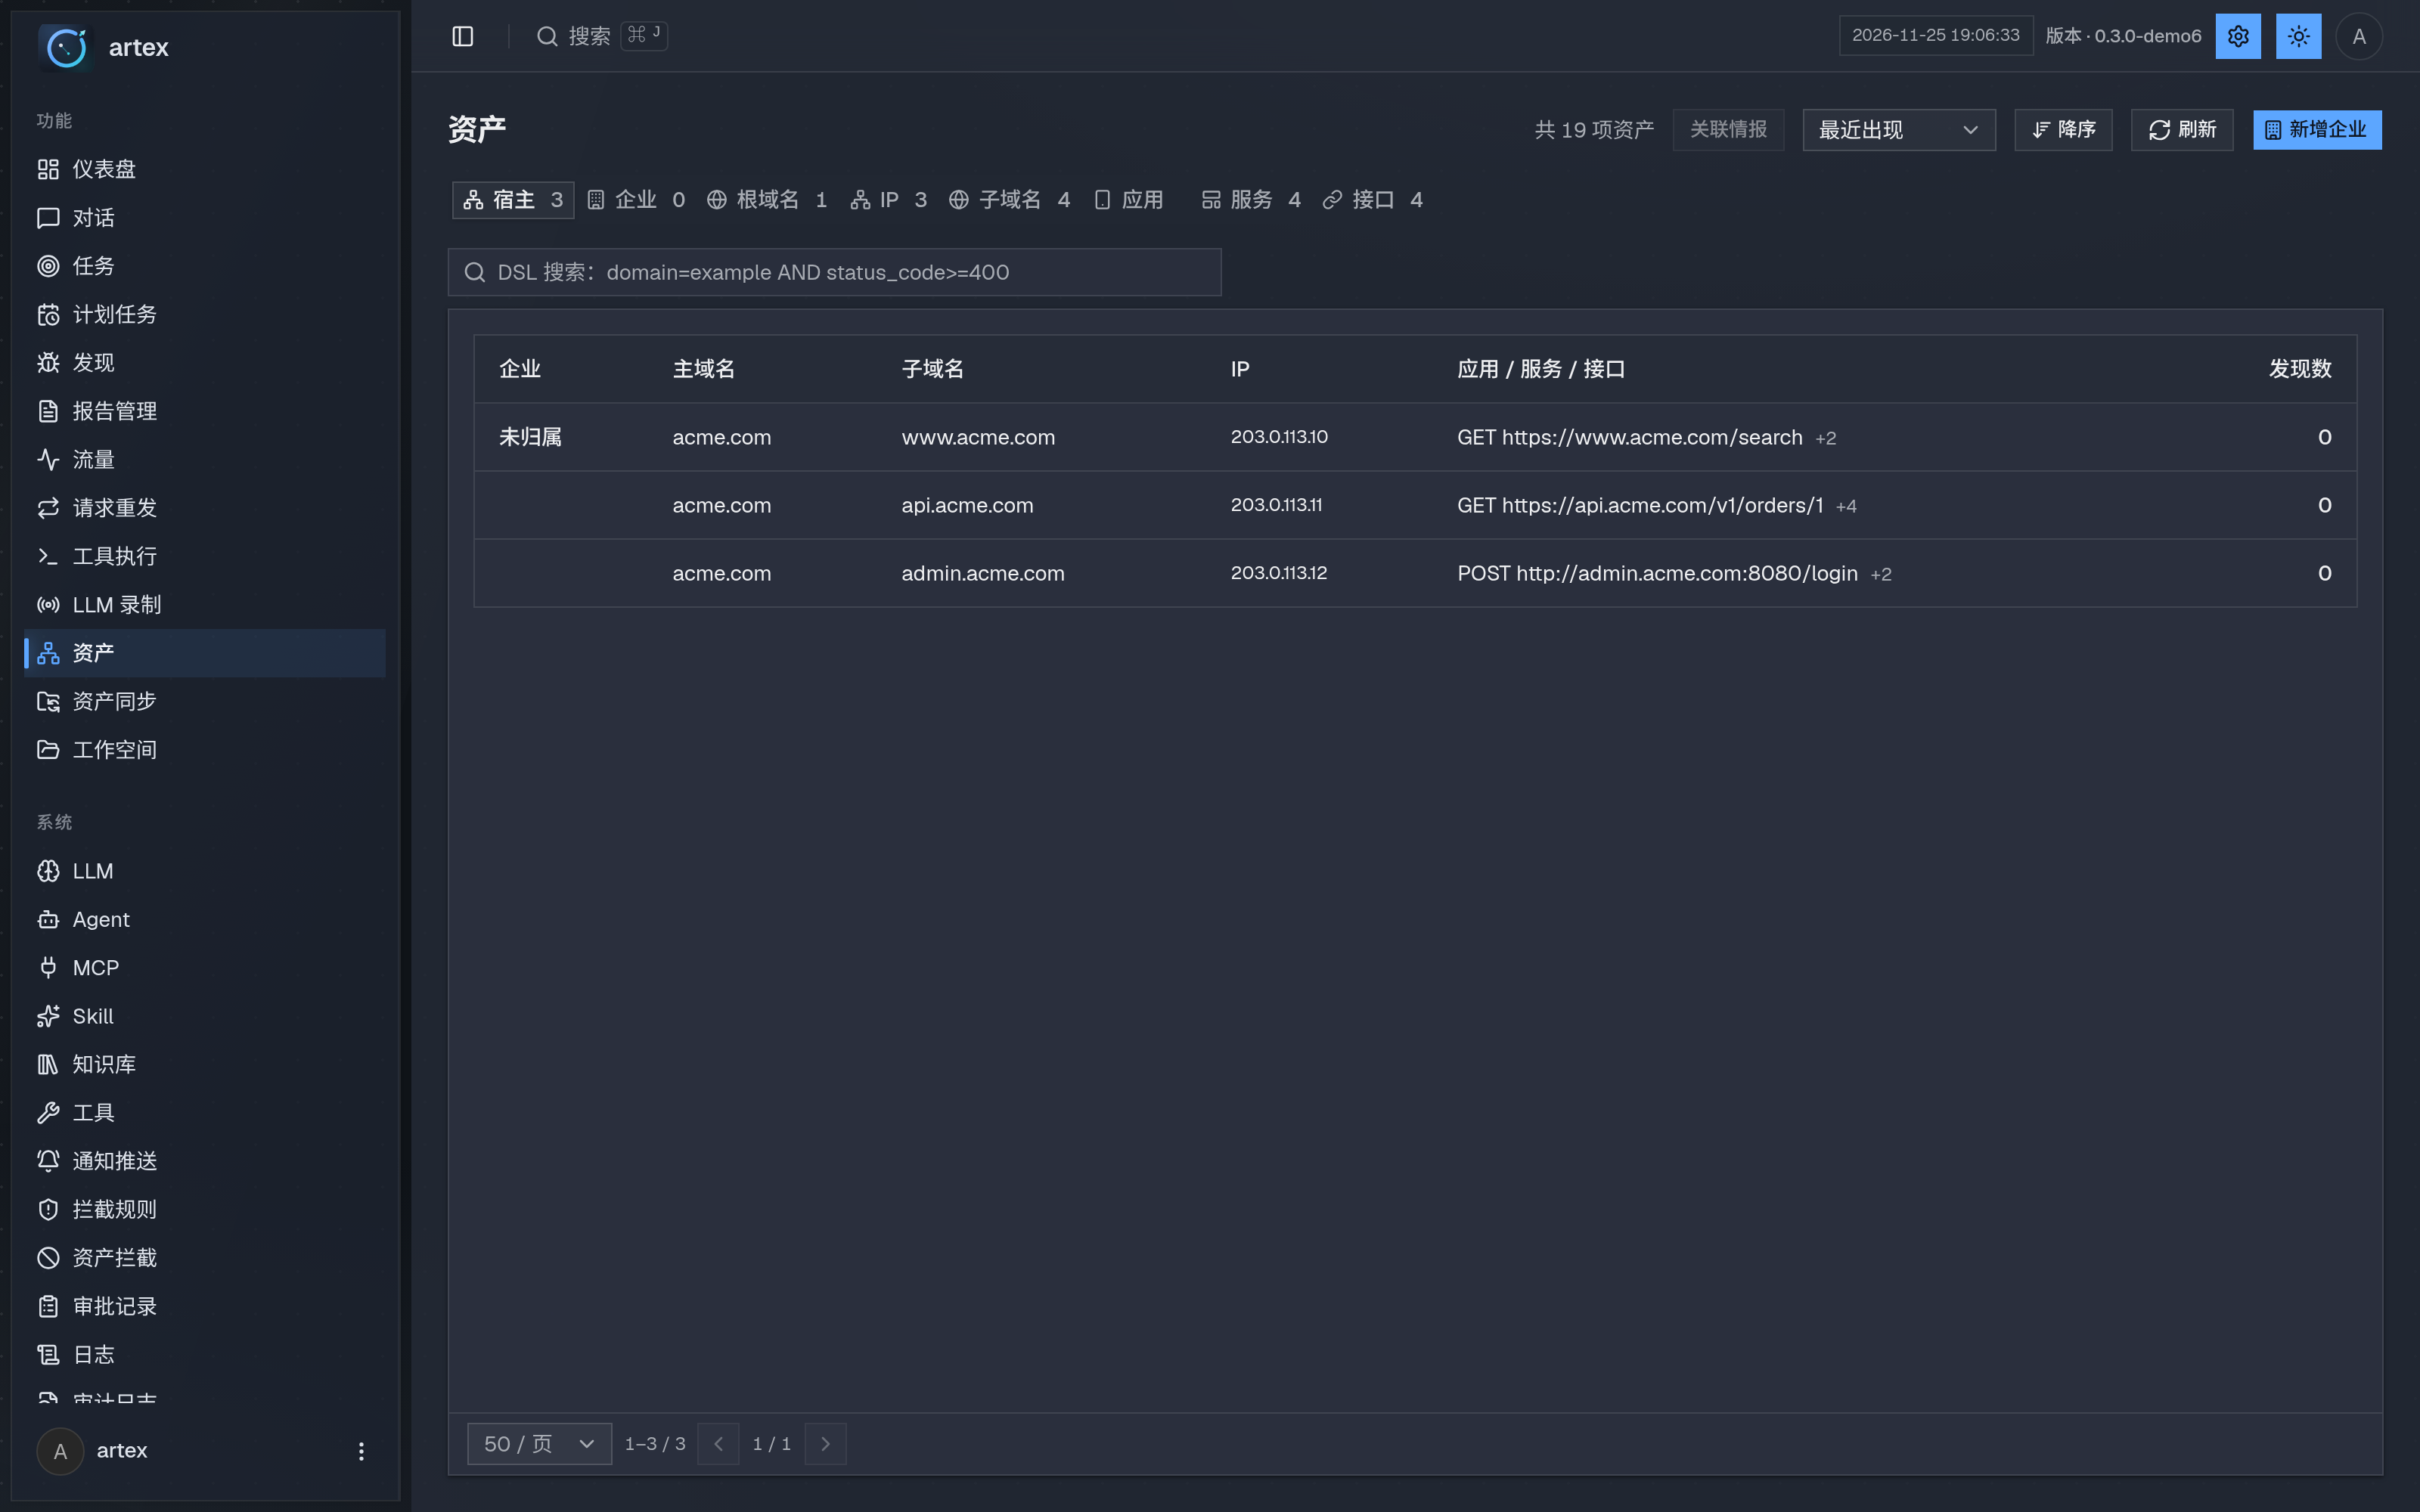 artex
搜索 ⌘ J
2026-11-25 19:06:33
版本 · 0.3.0-demo6
A
功能
仪表盘
对话
任务
计划任务
发现
报告管理
流量
请求重发
工具执行
LLM 录制
资产
资产同步
工作空间
系统
LLM
Agent
MCP
Skill
知识库
工具
通知推送
拦截规则
资产拦截
审批记录
日志
审计日志
A artex
资产
共 19 项资产 关联情报 最近出现 降序 刷新 新增企业
宿主 3 企业 0 根域名 1 IP 3 子域名 4 应用 服务 4 接口 4
DSL 搜索：domain=example AND status_code>=400
企业 主域名 子域名 IP 应用 / 服务 / 接口 发现数
未归属 acme.com www.acme.com 203.0.113.10 GET https://www.acme.com/search +2 0
acme.com api.acme.com 203.0.113.11 GET https://api.acme.com/v1/orders/1 +4 0
acme.com admin.acme.com 203.0.113.12 POST http://admin.acme.com:8080/login +2 0
50 / 页 1–3 / 3 1 / 1